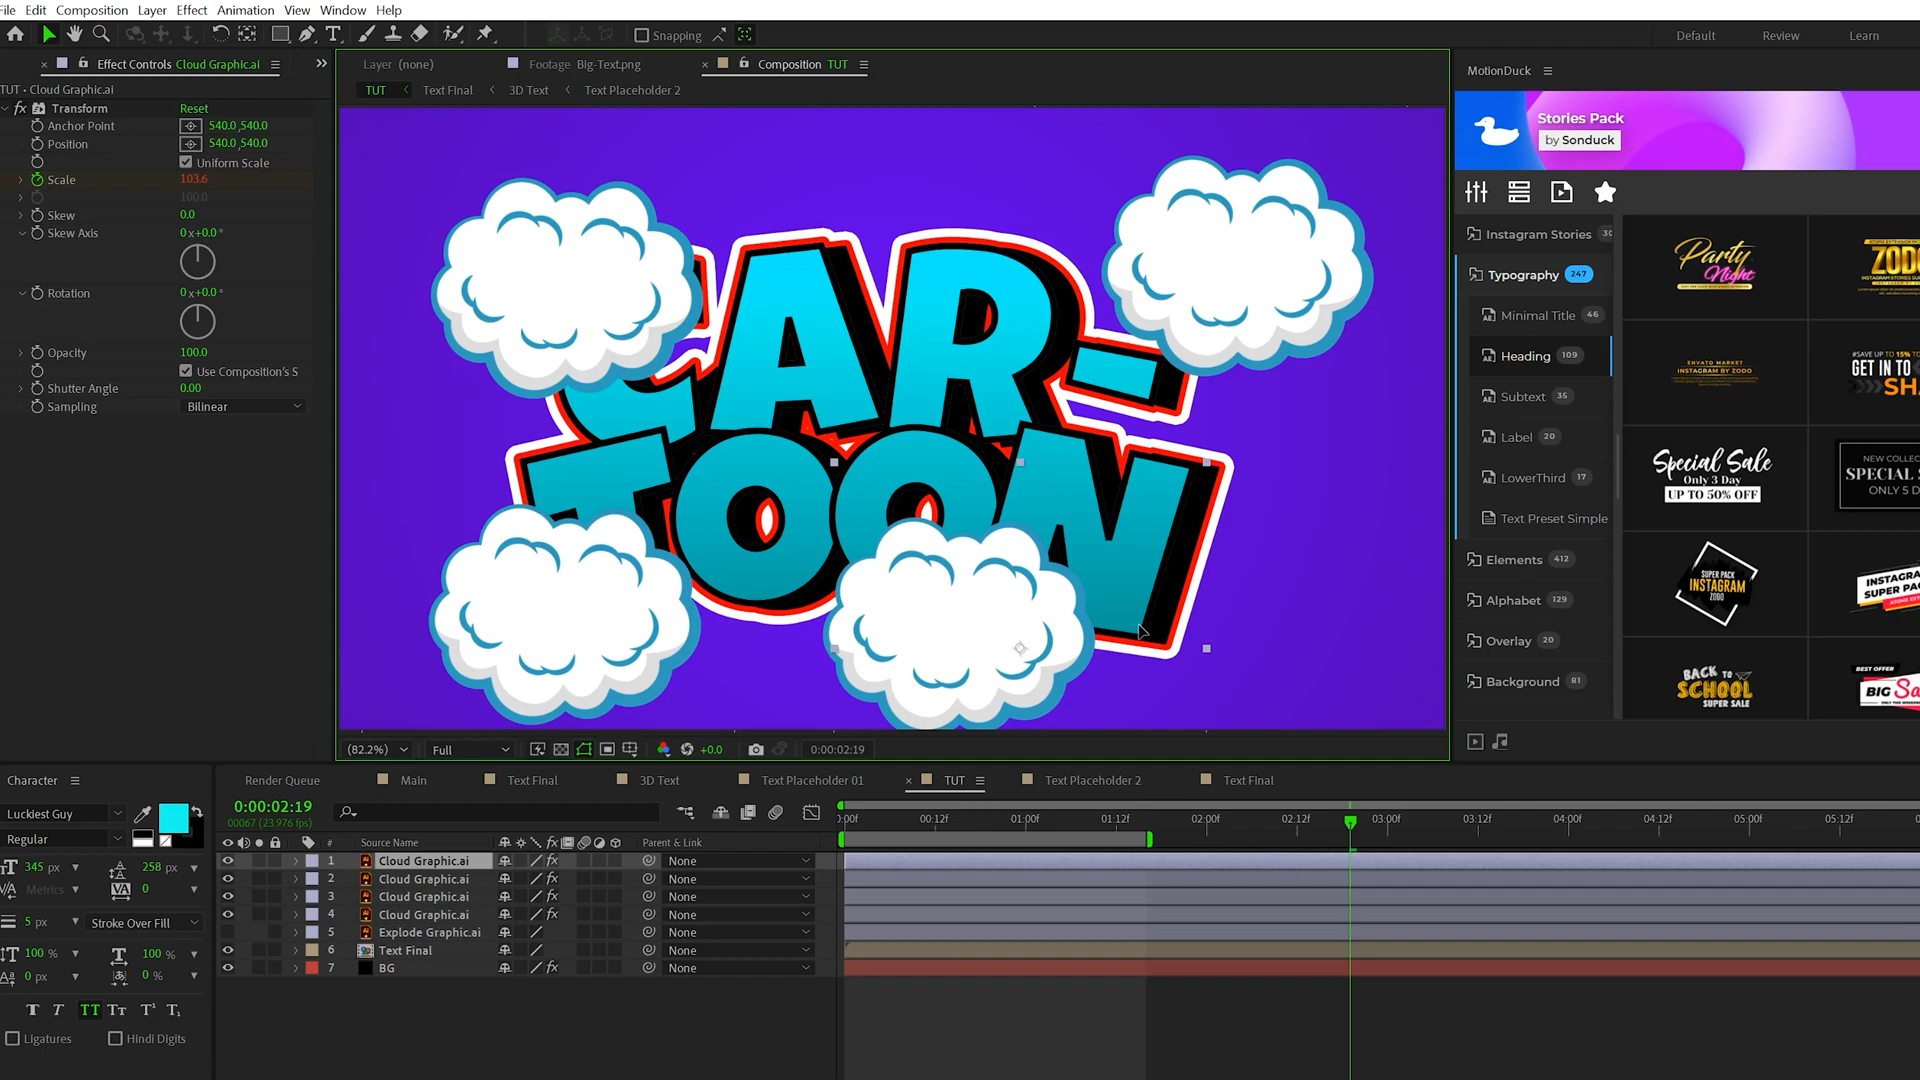 File Edit Composition Layer Effect Animation View Window Help
Snapping
Default Review Learn
Effect Controls Cloud Graphic.ai
TUT • Cloud Graphic.ai
fx Transform Reset
Anchor Point 540.0,540.0
Position 540.0,540.0
Uniform Scale
Scale 103.6
100.0
Skew 0.0
Skew Axis 0x+0.0°
Rotation 0x+0.0°
Opacity 100.0
Use Composition's S
Shutter Angle 0.00
Sampling Bilinear
Layer (none) Footage Big-Text.png Composition TUT
TUT Text Final 3D Text Text Placeholder 2
CAR-
TOON
(82.2%) Full +0.0 0:00:02:19
MotionDuck
Stories Pack
by Sonduck
Instagram Stories 30
Typography 247
Minimal Title 46
Heading 109
Subtext 35
Label 20
LowerThird 17
Text Preset Simple
Elements 412
Alphabet 129
Overlay 20
Background 81
Party
Night
ZODO
ENVATO MARKET
INSTAGRAM BY ZODO
#SAVE UP TO 15%
GET IN TO
SHA
Special Sale
Only 3 Day
UP TO 50% OFF
NEW COLLEC
SPECIAL
ONLY 5 D
SUPER PACK
INSTAGRAM
ZODO
INSTAGRA
SUPER PA
BACK TO
SCHOOL
SUPER SALE
BEST OFFER
BIG Sa
Character
Luckiest Guy
Regular
345 px 258 px
Metrics 0
5 px Stroke Over Fill
100 % 100 %
0 px 0 %
T T TT Tт T¹ T₁
Ligatures Hindi Digits
Render Queue Main Text Final 3D Text Text Placeholder 01 TUT Text Placeholder 2 Text Final
0:00:02:19
00067 (23.976 fps)
# Source Name fx Parent & Link
1 Cloud Graphic.ai fx None
2 Cloud Graphic.ai fx None
3 Cloud Graphic.ai fx None
4 Cloud Graphic.ai fx None
5 Explode Graphic.ai None
6 Text Final None
7 BG fx None
:00f 00:12f 01:00f 01:12f 02:00f 02:12f 03:00f 03:12f 04:00f 04:12f 05:00f 05:12f